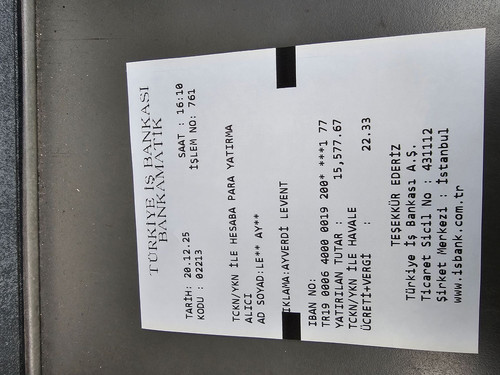 TÜRKİYE İŞ BANKASI
BANKAMATİK
TARİH: 20.12.25 SAAT : 16:10
KODU : 02213 İŞLEM NO: 761
TCKN/YKN İLE HESABA PARA YATIRMA
ALICI
AD SOYAD:LE** AY**
IKLAMA:AYVERDİ LEVENT
IBAN NO:
TR19 0006 4000 0019 200* ***1 77
YATIRILAN TUTAR : 15,577.67
TCKN/YKN İLE HAVALE
ÜCRETİ+VERGİ : 22.33
TEŞEKKÜR EDERİZ
Türkiye İş Bankası A.Ş.
Ticaret Sicil No : 431112
Şirket Merkezi : İstanbul
www.isbank.com.tr